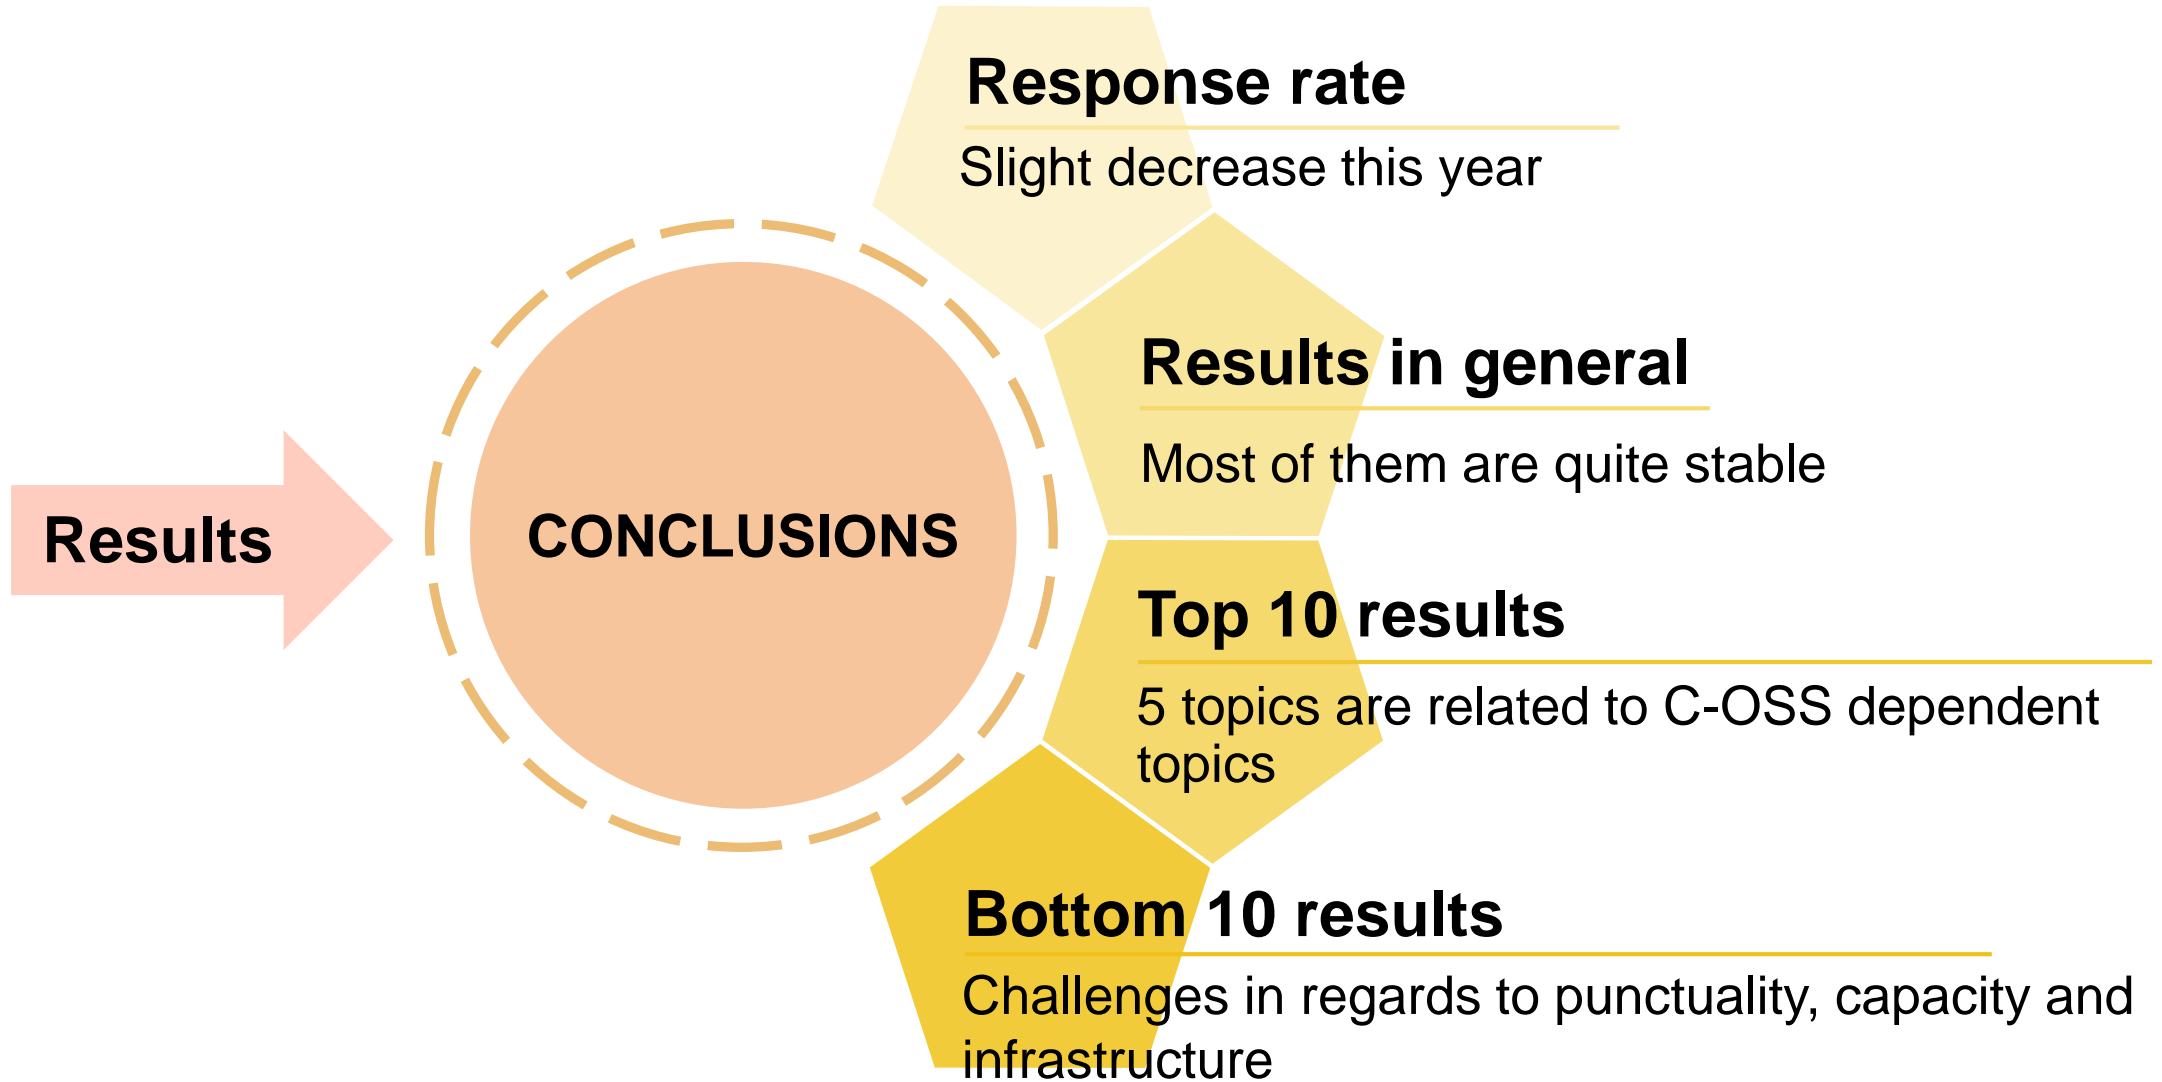 Response rate
Slight decrease this year
Results in general
Most of them are quite stable
Results
CONCLUSIONS
Top 10 results
5 topics are related to C-OSS dependent
topics
Bottom 10 results
Challenges in regards to punctuality, capacity and
infrastructure